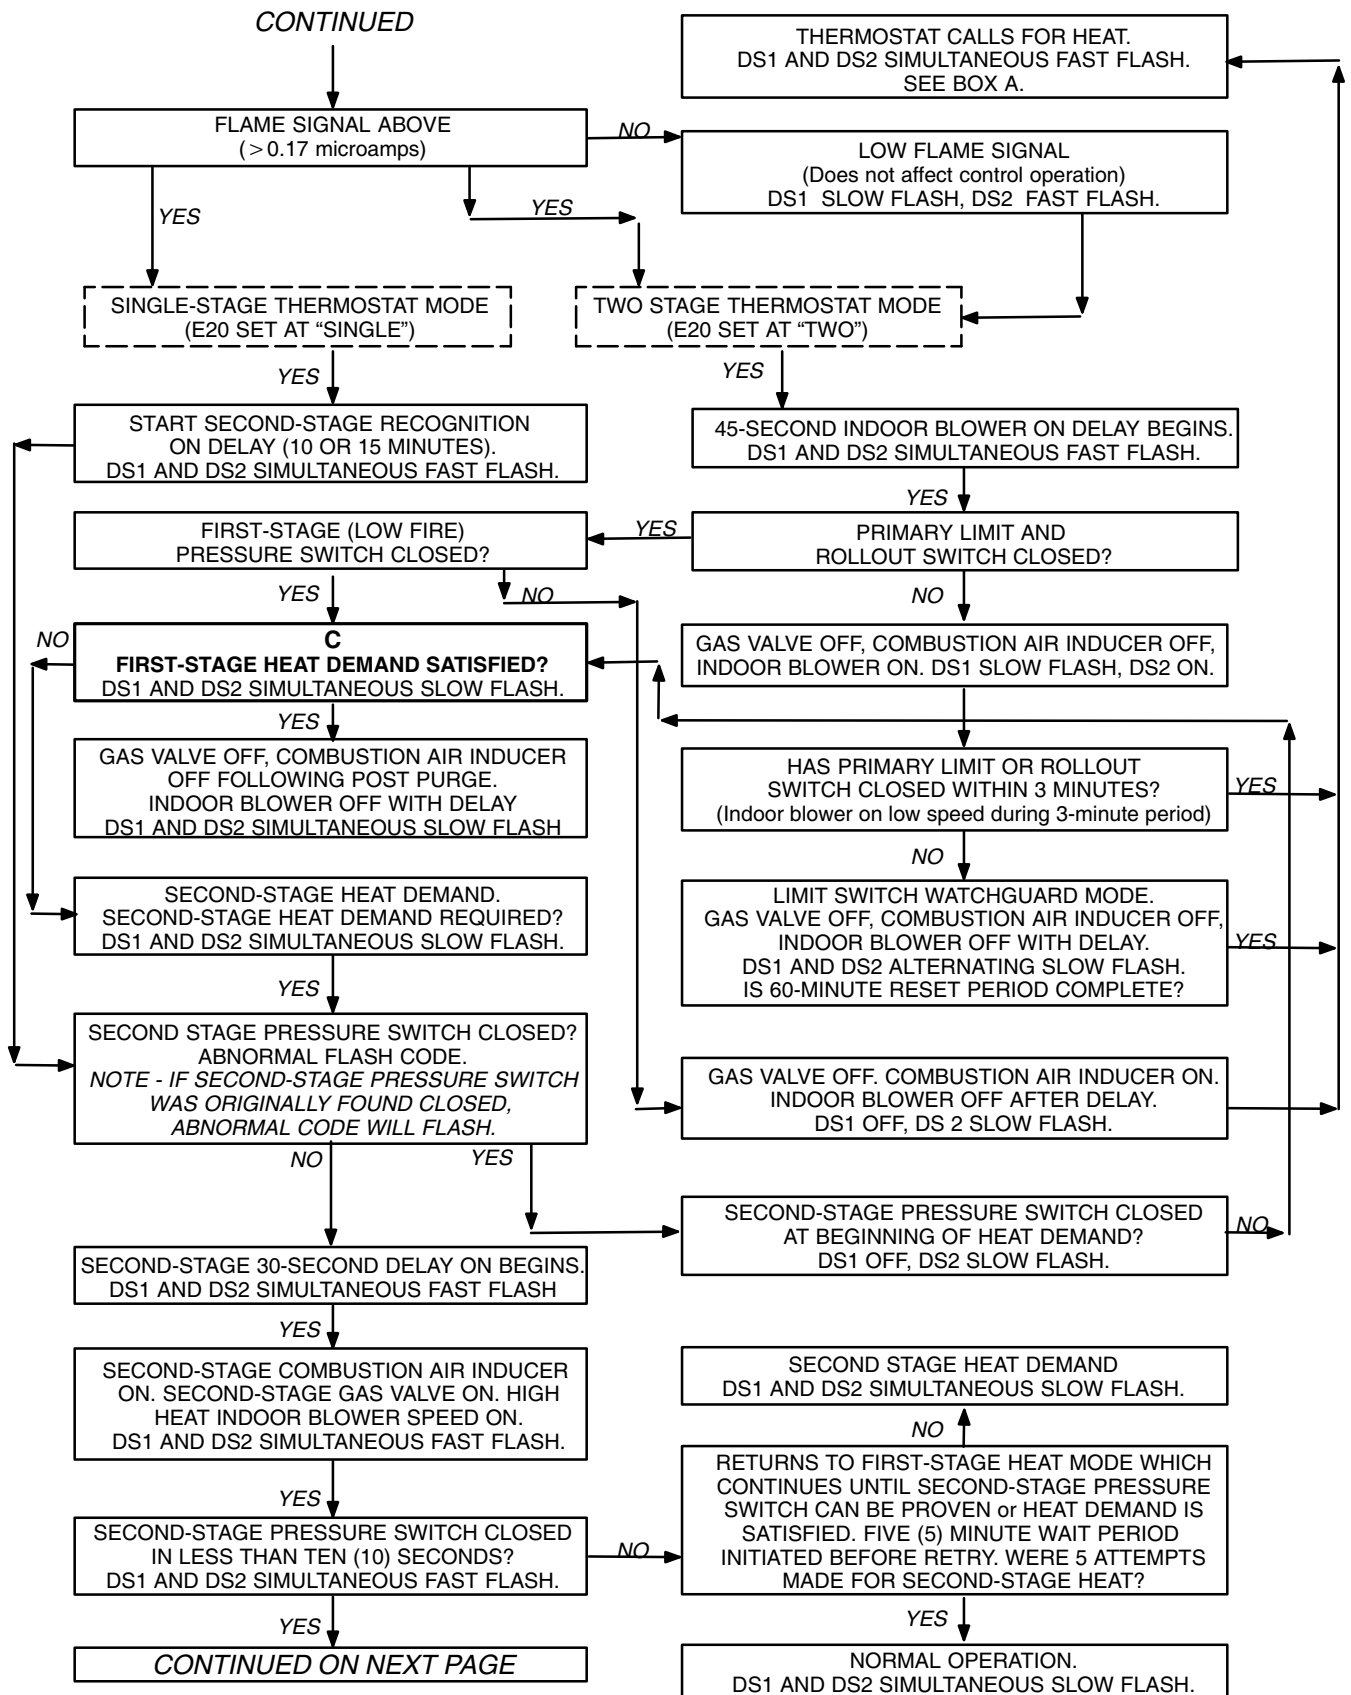 CONTINUED
THERMOSTAT CALLS FOR HEAT.
DS1 AND DS2 SIMULTANEOUS FAST FLASH.
SEE BOX A.
FLAME SIGNAL ABOVE
(>0.17 microamps)
NO
LOW FLAME SIGNAL
(Does not affect control operation)
DS1 SLOW FLASH, DS2 FAST FLASH.
YES
YES
SINGLE-STAGE THERMOSTAT MODE
(E20 SET AT “SINGLE”)
TWO STAGE THERMOSTAT MODE
(E20 SET AT “TWO”)
YES
YES
START SECOND-STAGE RECOGNITION
ON DELAY (10 OR 15 MINUTES).
DS1 AND DS2 SIMULTANEOUS FAST FLASH.
45-SECOND INDOOR BLOWER ON DELAY BEGINS.
DS1 AND DS2 SIMULTANEOUS FAST FLASH.
YES
FIRST-STAGE (LOW FIRE)
PRESSURE SWITCH CLOSED?
YES
PRIMARY LIMIT AND
ROLLOUT SWITCH CLOSED?
YES
NO
NO
NO
C
FIRST-STAGE HEAT DEMAND SATISFIED?
DS1 AND DS2 SIMULTANEOUS SLOW FLASH.
GAS VALVE OFF, COMBUSTION AIR INDUCER OFF,
INDOOR BLOWER ON. DS1 SLOW FLASH, DS2 ON.
YES
GAS VALVE OFF, COMBUSTION AIR INDUCER
OFF FOLLOWING POST PURGE.
INDOOR BLOWER OFF WITH DELAY
DS1 AND DS2 SIMULTANEOUS SLOW FLASH
HAS PRIMARY LIMIT OR ROLLOUT
SWITCH CLOSED WITHIN 3 MINUTES?
(Indoor blower on low speed during 3-minute period)
YES
NO
SECOND-STAGE HEAT DEMAND.
SECOND-STAGE HEAT DEMAND REQUIRED?
DS1 AND DS2 SIMULTANEOUS SLOW FLASH.
LIMIT SWITCH WATCHGUARD MODE.
GAS VALVE OFF, COMBUSTION AIR INDUCER OFF,
INDOOR BLOWER OFF WITH DELAY.
DS1 AND DS2 ALTERNATING SLOW FLASH.
IS 60-MINUTE RESET PERIOD COMPLETE?
YES
YES
SECOND STAGE PRESSURE SWITCH CLOSED?
ABNORMAL FLASH CODE.
NOTE - IF SECOND-STAGE PRESSURE SWITCH
WAS ORIGINALLY FOUND CLOSED,
ABNORMAL CODE WILL FLASH.
GAS VALVE OFF. COMBUSTION AIR INDUCER ON.
INDOOR BLOWER OFF AFTER DELAY.
DS1 OFF, DS 2 SLOW FLASH.
NO
YES
SECOND-STAGE PRESSURE SWITCH CLOSED
AT BEGINNING OF HEAT DEMAND?
DS1 OFF, DS2 SLOW FLASH.
NO
SECOND-STAGE 30-SECOND DELAY ON BEGINS.
DS1 AND DS2 SIMULTANEOUS FAST FLASH
YES
SECOND-STAGE COMBUSTION AIR INDUCER
ON. SECOND-STAGE GAS VALVE ON. HIGH
HEAT INDOOR BLOWER SPEED ON.
DS1 AND DS2 SIMULTANEOUS FAST FLASH.
SECOND STAGE HEAT DEMAND
DS1 AND DS2 SIMULTANEOUS SLOW FLASH.
NO
YES
RETURNS TO FIRST-STAGE HEAT MODE WHICH
CONTINUES UNTIL SECOND-STAGE PRESSURE
SWITCH CAN BE PROVEN or HEAT DEMAND IS
SATISFIED. FIVE (5) MINUTE WAIT PERIOD
INITIATED BEFORE RETRY. WERE 5 ATTEMPTS
MADE FOR SECOND-STAGE HEAT?
SECOND-STAGE PRESSURE SWITCH CLOSED
IN LESS THAN TEN (10) SECONDS?
DS1 AND DS2 SIMULTANEOUS FAST FLASH.
NO
YES
YES
CONTINUED ON NEXT PAGE
NORMAL OPERATION.
DS1 AND DS2 SIMULTANEOUS SLOW FLASH.